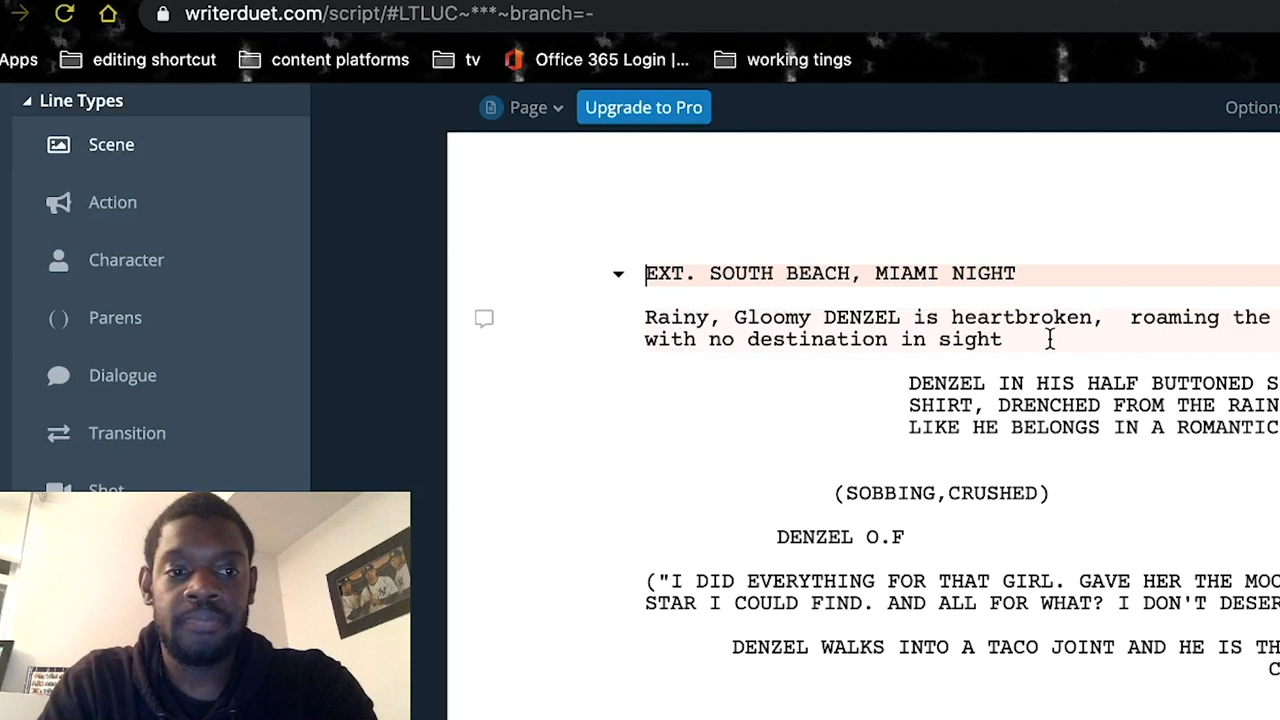 writerduet.com/script/#LTLUC~***~branch=-
Apps editing shortcut content platforms tv Office 365 Login |... working tings
Line Types
Page Upgrade to Pro Options
Scene
Action
Character
Parens
Dialogue
Transition
Shot
EXT. SOUTH BEACH, MIAMI NIGHT
Rainy, Gloomy DENZEL is heartbroken,  roaming the
with no destination in sight
DENZEL IN HIS HALF BUTTONED S
SHIRT, DRENCHED FROM THE RAIN
LIKE HE BELONGS IN A ROMANTIC
(SOBBING,CRUSHED)
DENZEL O.F
("I DID EVERYTHING FOR THAT GIRL. GAVE HER THE MOO
STAR I COULD FIND. AND ALL FOR WHAT? I DON'T DESER
DENZEL WALKS INTO A TACO JOINT AND HE IS TH
C